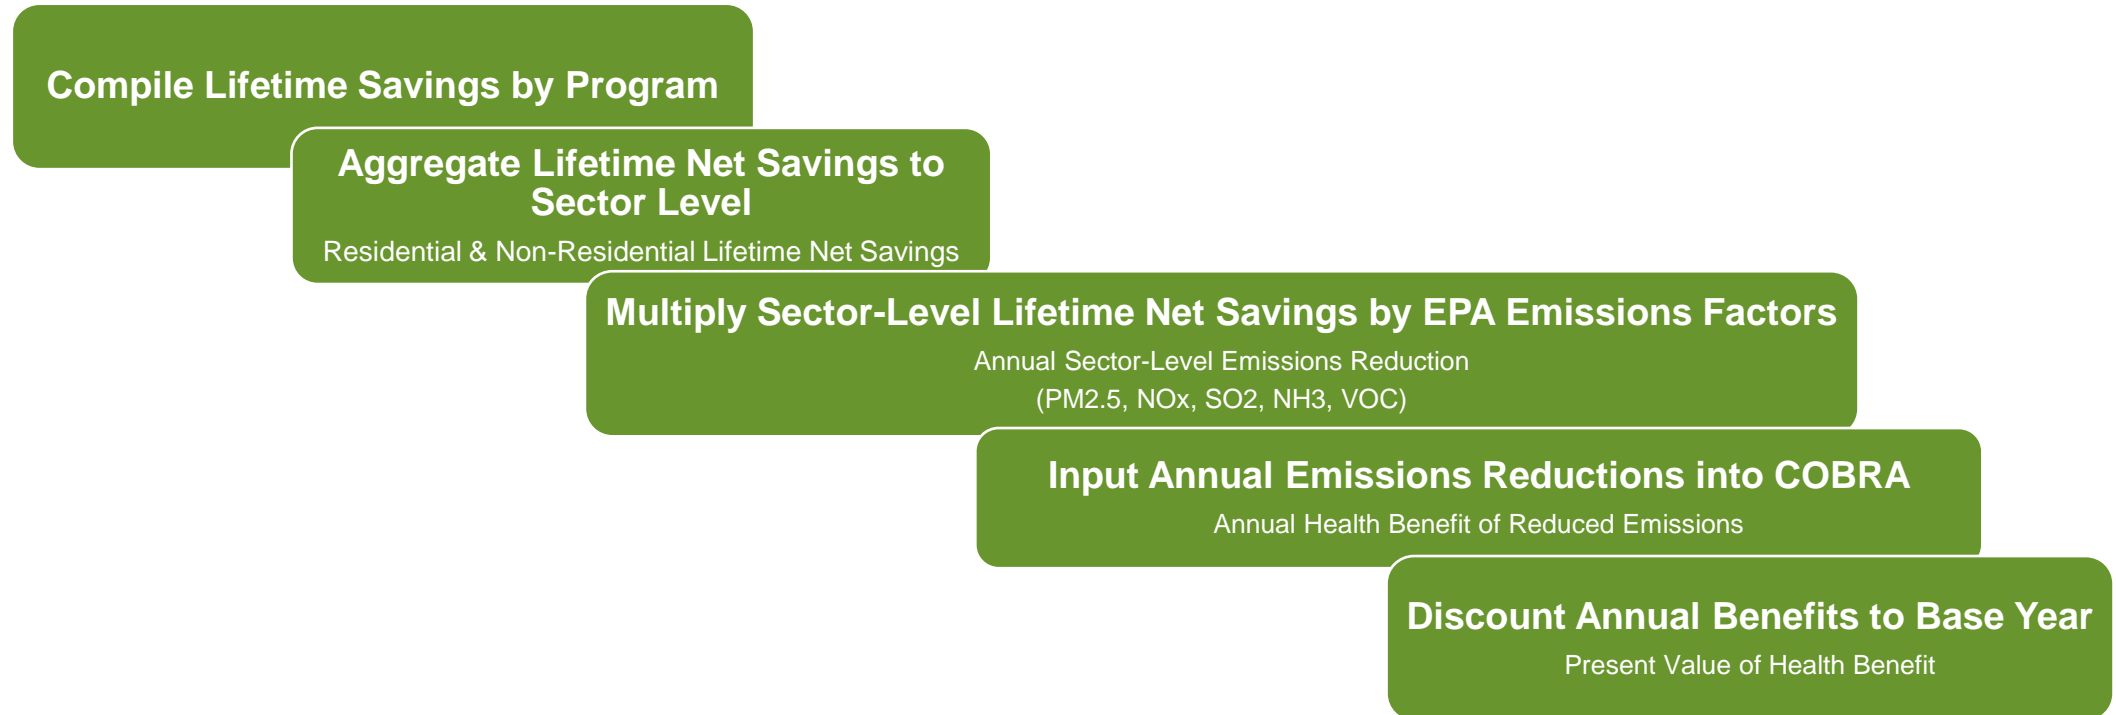 Compile Lifetime Savings by Program
Aggregate Lifetime Net Savings to
Sector Level
Residential & Non-Residential Lifetime Net Savings
Multiply Sector-Level Lifetime Net Savings by EPA Emissions Factors
Annual Sector-Level Emissions Reduction
(PM2.5, NOx, SO2, NH3, VOC)
Input Annual Emissions Reductions into COBRA
Annual Health Benefit of Reduced Emissions
Discount Annual Benefits to Base Year
Present Value of Health Benefit